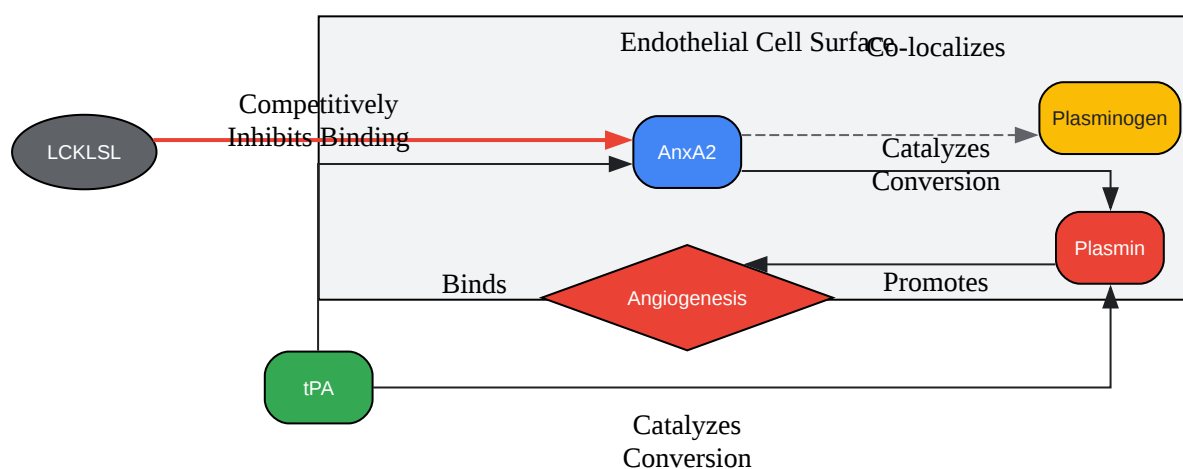 Endothelial Cell Surface
Co-localizes
Competitively
Inhibits Binding
LCKLSL
AnxA2
Plasminogen
Catalyzes
Conversion
Plasmin
Binds
Angiogenesis
Promotes
tPA
Catalyzes
Conversion